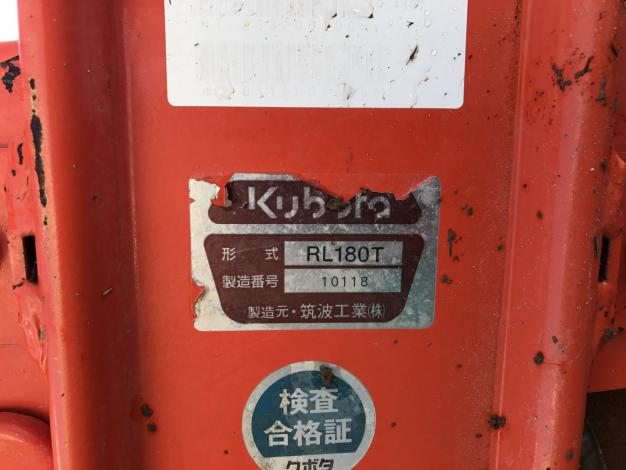 Kubota
形式 RL180T
製造番号 10118
製造元・筑波工業(株)
検査
合格証
クボタ